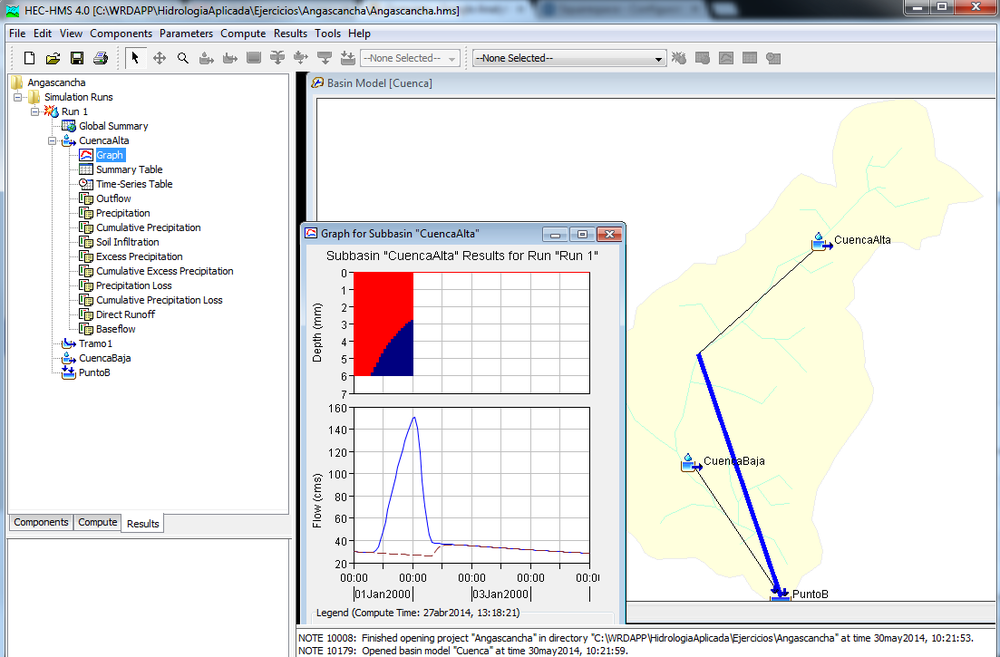 HEC-HMS 4.0 [C:\WRDAPP\HidrologiaAplicada\Ejercicios\Angascancha\Angascancha.hms]
File Edit View Components Parameters Compute Results Tools Help
--None Selected-- --None Selected--
Angascancha
Simulation Runs
Run 1
Global Summary
CuencaAlta
Graph
Summary Table
Time-Series Table
Outflow
Precipitation
Cumulative Precipitation
Soil Infiltration
Excess Precipitation
Cumulative Excess Precipitation
Precipitation Loss
Cumulative Precipitation Loss
Direct Runoff
Baseflow
Tramo1
CuencaBaja
PuntoB
Components Compute Results
Basin Model [Cuenca]
CuencaAlta
CuencaBaja
PuntoB
Graph for Subbasin "CuencaAlta"
Subbasin "CuencaAlta" Results for Run "Run 1"
Depth (mm)
0
1
2
3
4
5
6
7
Flow (cms)
160
140
120
100
80
60
40
20
00:00 00:00 00:00 00:00 00:0
01Jan2000 03Jan2000
Legend (Compute Time: 27abr2014, 13:18:21)
NOTE 10008: Finished opening project "Angascancha" in directory "C:\WRDAPP\HidrologiaAplicada\Ejercicios\Angascancha" at time 30may2014, 10:21:53.
NOTE 10179: Opened basin model "Cuenca" at time 30may2014, 10:21:59.